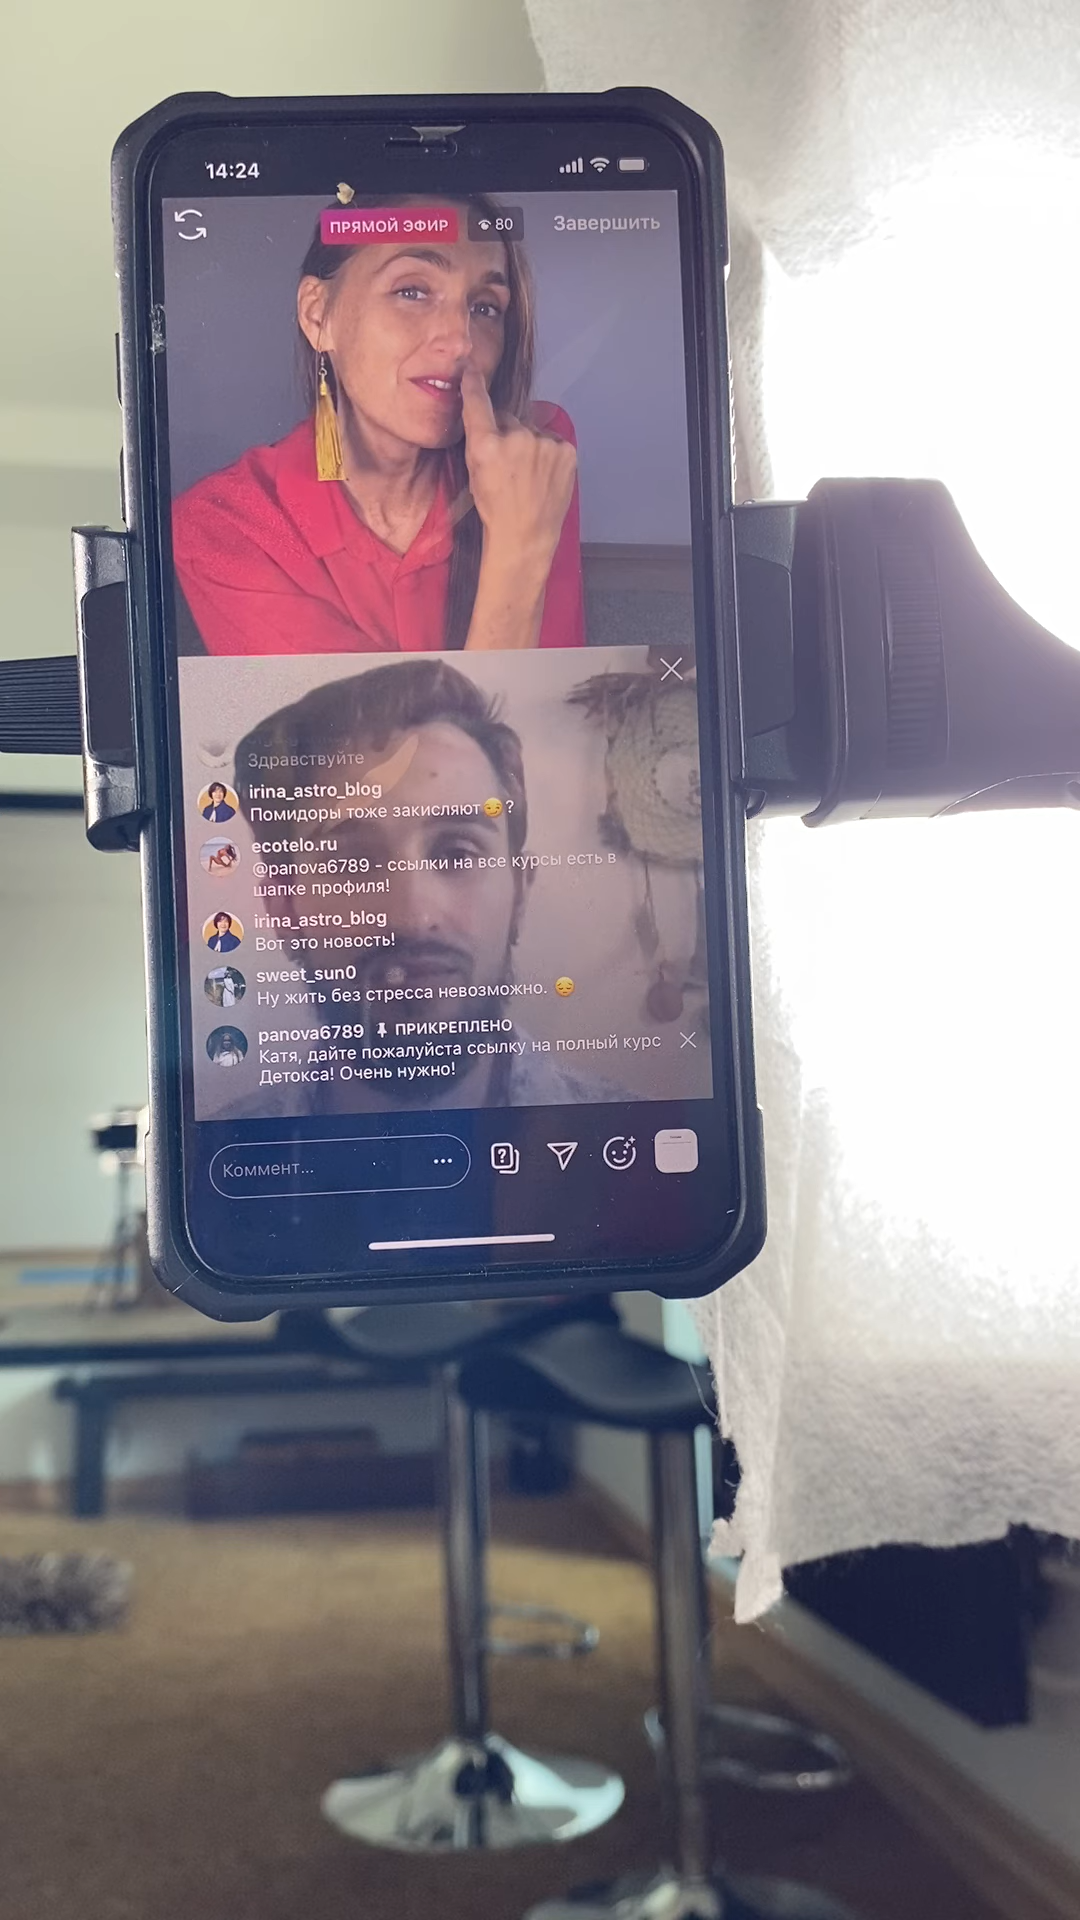 14:24
ПРЯМОЙ ЭФИР
80
Завершить
Здравствуйте
irina_astro_blog
Помидоры тоже закисляют😏?
ecotelo.ru
@panova6789 - ссылки на все курсы есть в
шапке профиля!
irina_astro_blog
Вот это новость!
sweet_sun0
Ну жить без стресса невозможно. 😔
panova6789 ПРИКРЕПЛЕНО
Катя, дайте пожалуйста ссылку на полный курс
Детокса! Очень нужно!
Коммент...